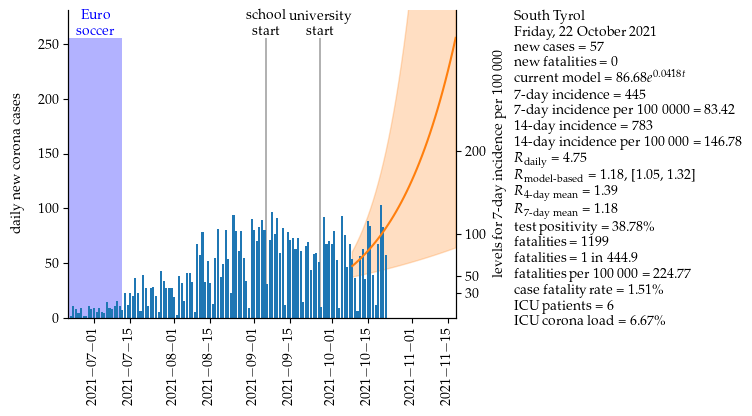 Euro
soccer
school
start
university
start
daily new corona cases
250
200
150
100
50
0
levels for 7-day incidence per 100 000
200
100
50
30
2021−07−01
2021−07−15
2021−08−01
2021−08−15
2021−09−01
2021−09−15
2021−10−01
2021−10−15
2021−11−01
2021−11−15
South Tyrol
Friday, 22 October 2021
new cases = 57
new fatalities = 0
current model = 86.68e^0.0418t
7-day incidence = 445
7-day incidence per 100 0000 = 83.42
14-day incidence = 783
14-day incidence per 100 000 = 146.78
R_daily = 4.75
R_model-based = 1.18, [1.05, 1.32]
R_4-day mean = 1.39
R_7-day mean = 1.18
test positivity = 38.78%
fatalities = 1199
fatalities = 1 in 444.9
fatalities per 100 000 = 224.77
case fatality rate = 1.51%
ICU patients = 6
ICU corona load = 6.67%